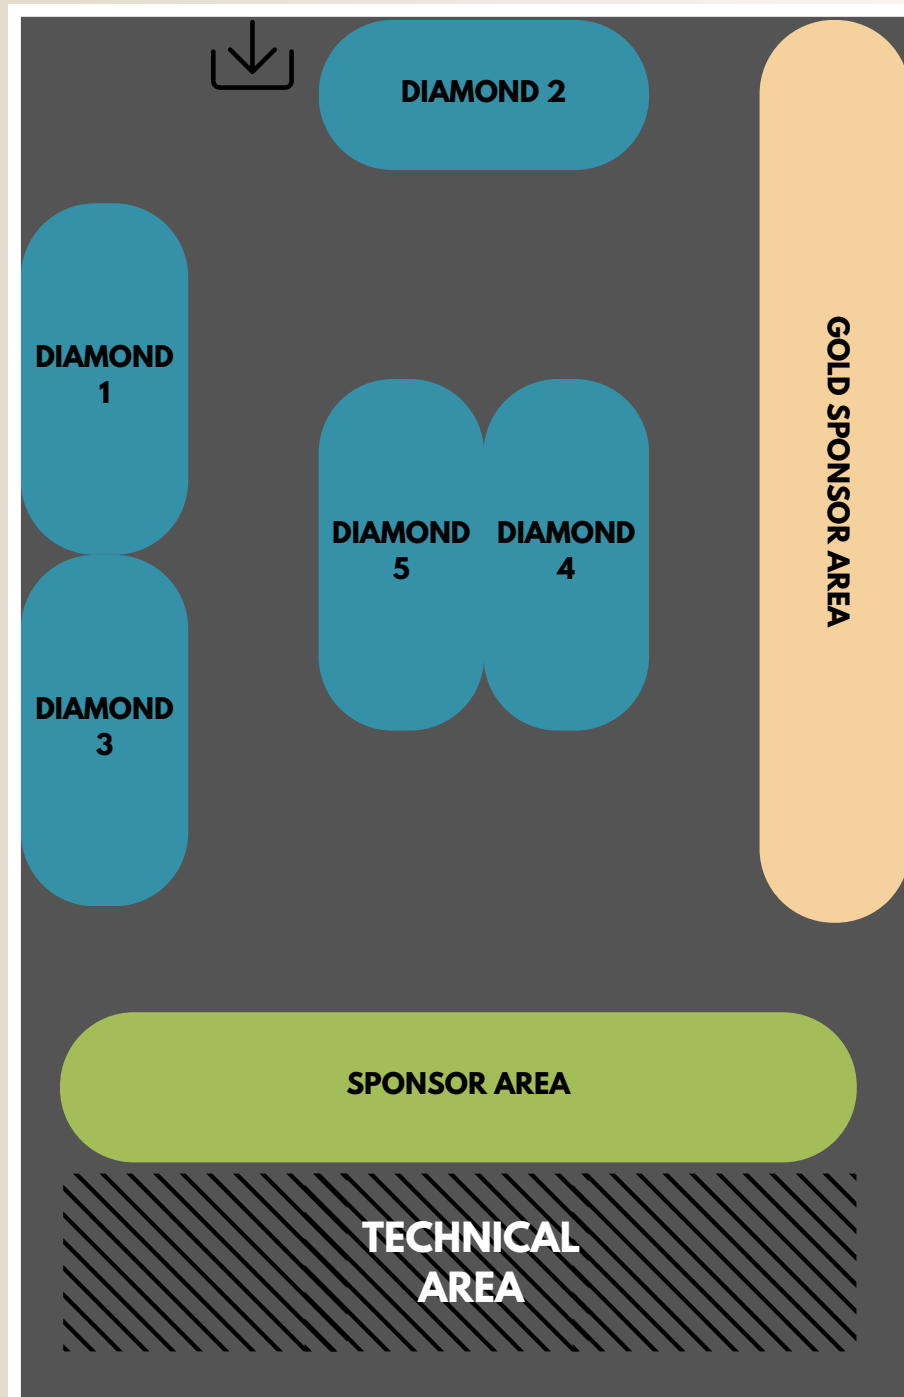 DIAMOND 2
DIAMOND
1
GOLD SPONSOR AREA
DIAMOND
5
DIAMOND
4
DIAMOND
3
SPONSOR AREA
TECHNICAL
AREA